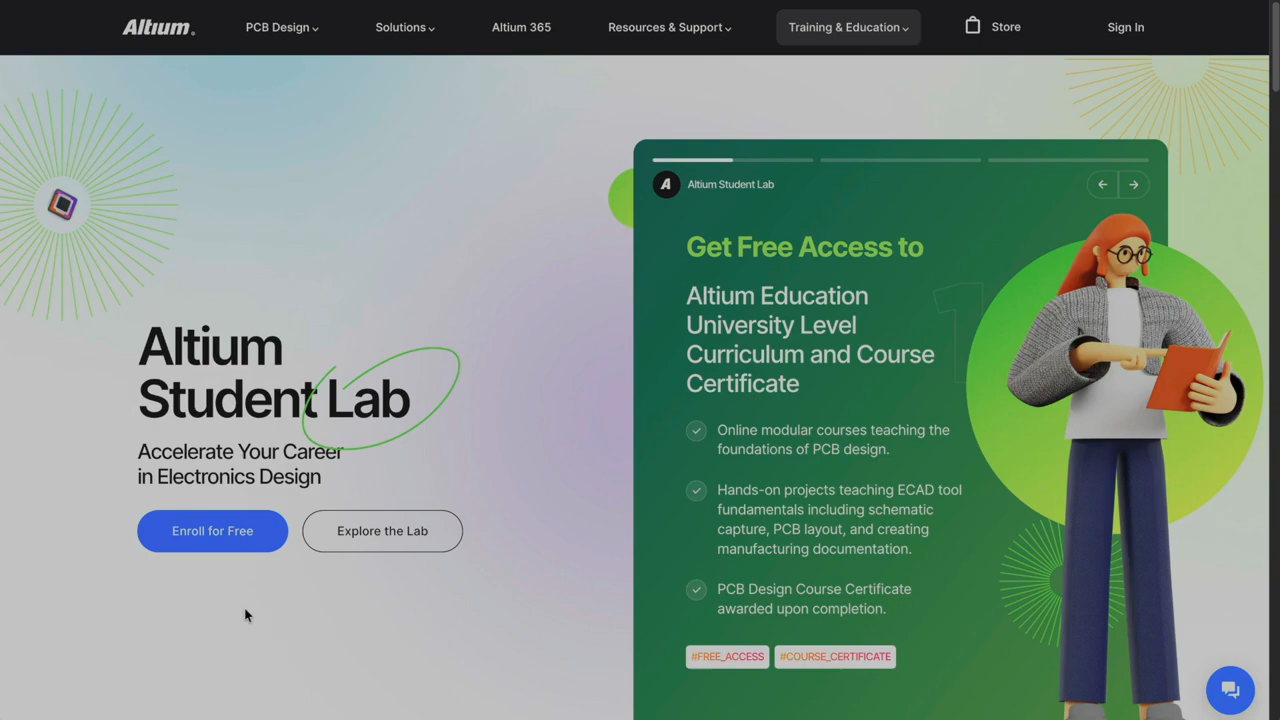 Altium.
PCB Design
Solutions
Altium 365
Resources & Support
Training & Education
Store
Sign In
Altium
Student Lab
Accelerate Your Career
in Electronics Design
Enroll for Free
Explore the Lab
A
Altium Student Lab
Get Free Access to
1
Altium Education
University Level
Curriculum and Course
Certificate
Online modular courses teaching the
foundations of PCB design.
Hands-on projects teaching ECAD tool
fundamentals including schematic
capture, PCB layout, and creating
manufacturing documentation.
PCB Design Course Certificate
awarded upon completion.
#FREE_ACCESS
#COURSE_CERTIFICATE